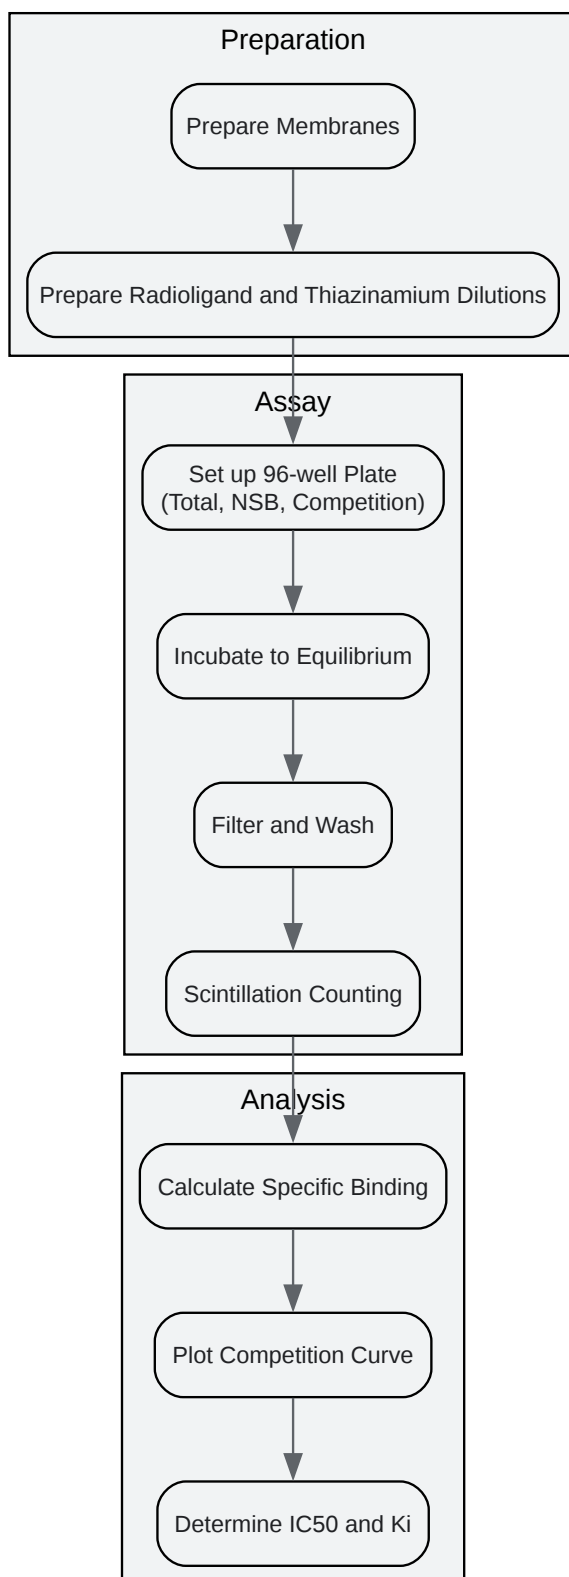 Preparation
Prepare Membranes
Prepare Radioligand and Thiazinamium Dilutions
Assay
Set up 96-well Plate
(Total, NSB, Competition)
Incubate to Equilibrium
Filter and Wash
Scintillation Counting
Analysis
Calculate Specific Binding
Plot Competition Curve
Determine IC50 and Ki